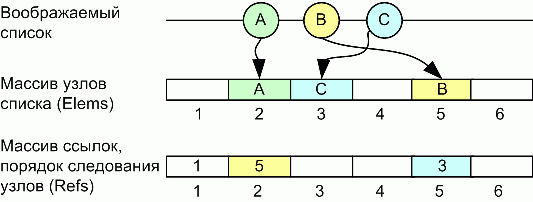 Воображаемый
список
A B C
Массив узлов
списка (Elems)
A C B
1 2 3 4 5 6
Массив ссылок,
порядок следования
узлов (Refs)
1 5 3
1 2 3 4 5 6